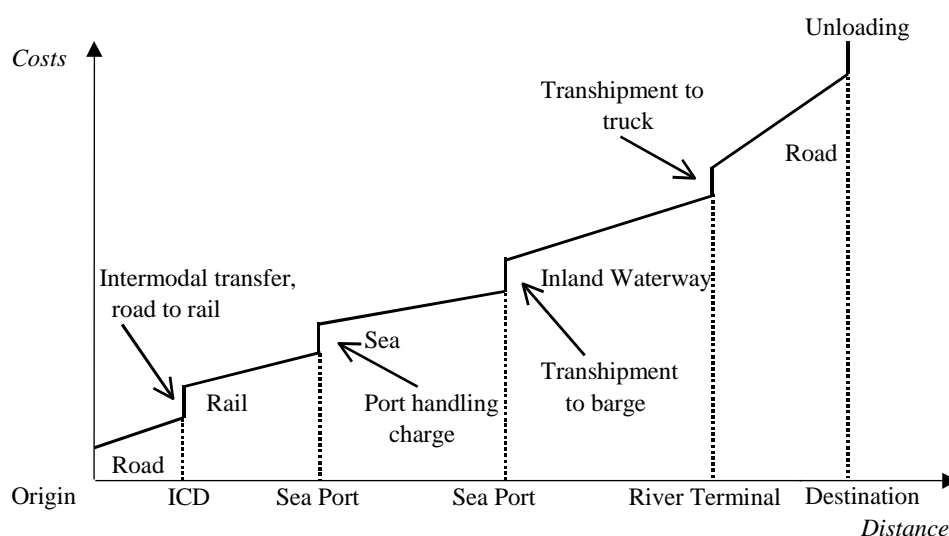 Unloading
Costs
Transhipment to
truck
Road
Intermodal transfer,
road to rail
Inland Waterway
Sea
Rail
Port handling
charge
Transhipment
to barge
Road
Origin
ICD
Sea Port
Sea Port
River Terminal
Destination
Distance